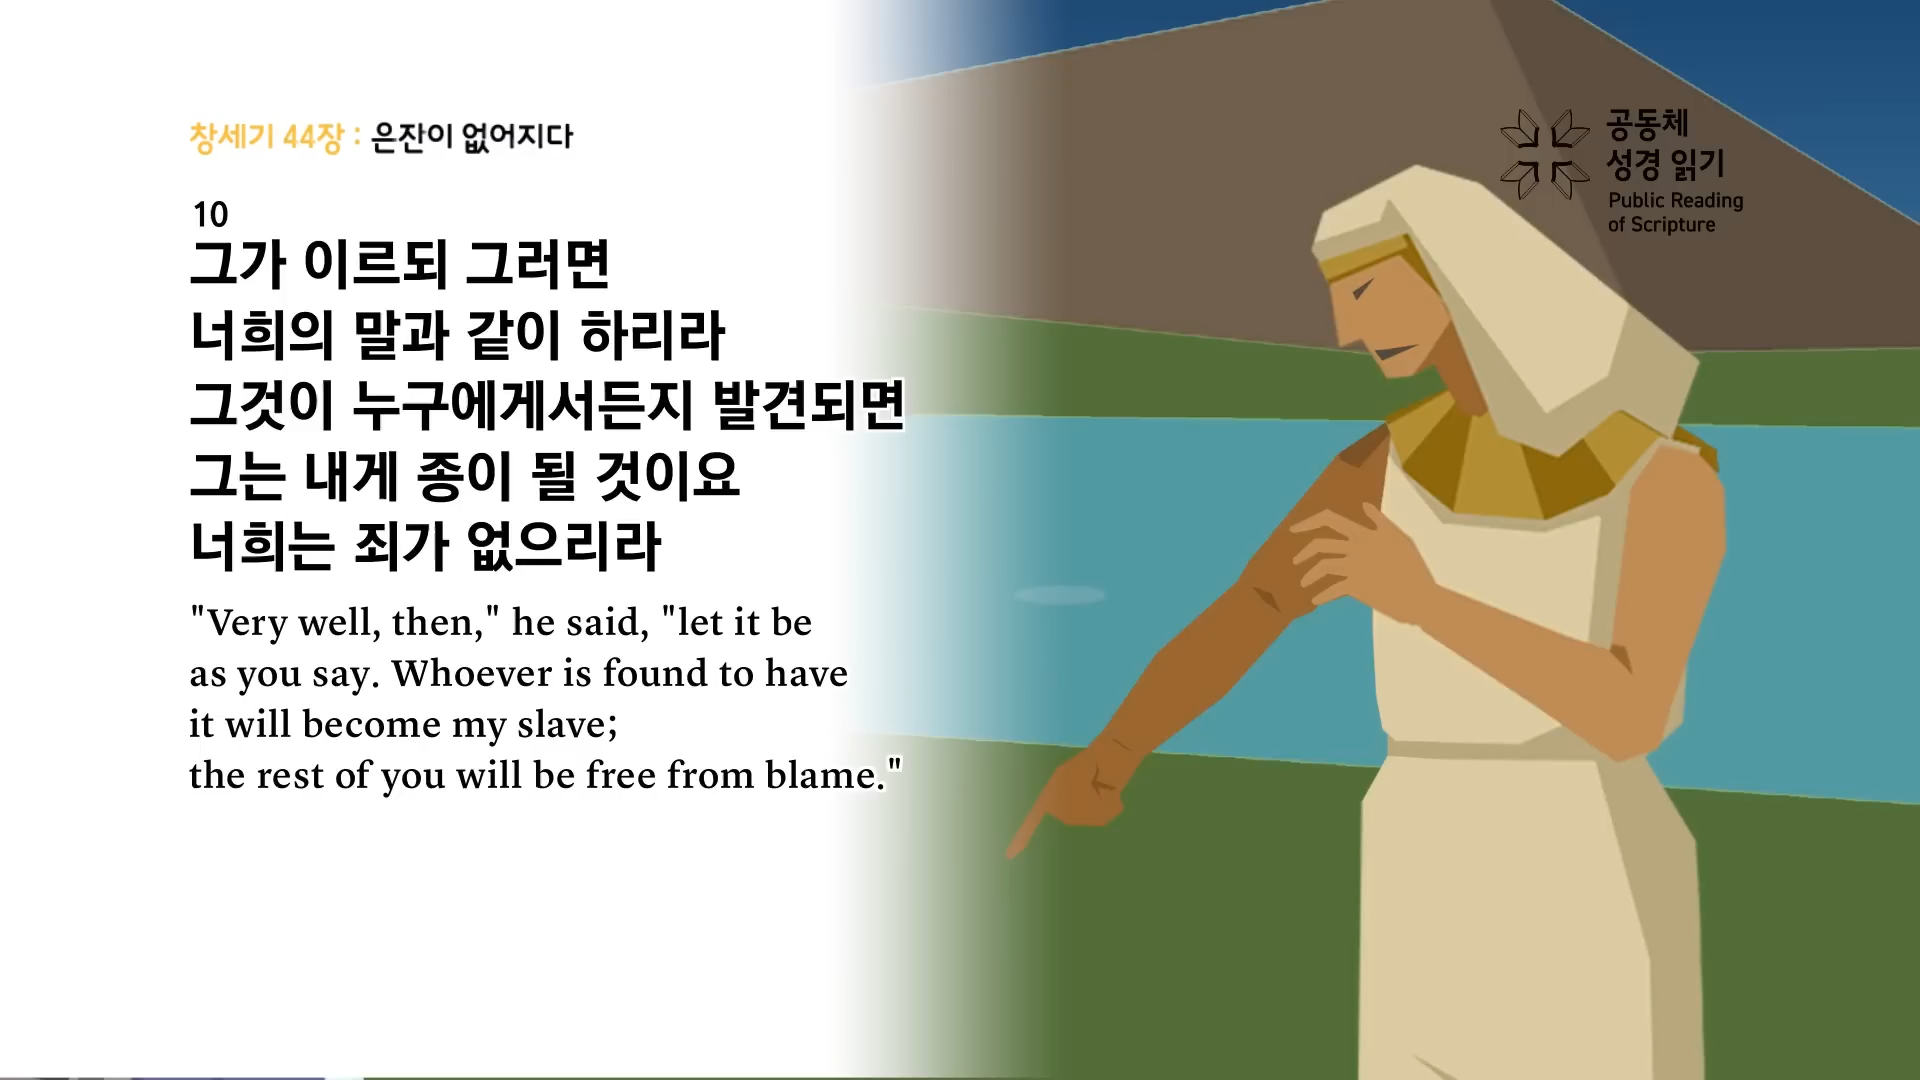 창세기 44장 : 은잔이 없어지다
10
그가 이르되 그러면
너희의 말과 같이 하리라
그것이 누구에게서든지 발견되면
그는 내게 종이 될 것이요
너희는 죄가 없으리라
"Very well, then," he said, "let it be
as you say. Whoever is found to have
it will become my slave;
the rest of you will be free from blame."
공동체
성경 읽기
Public Reading
of Scripture